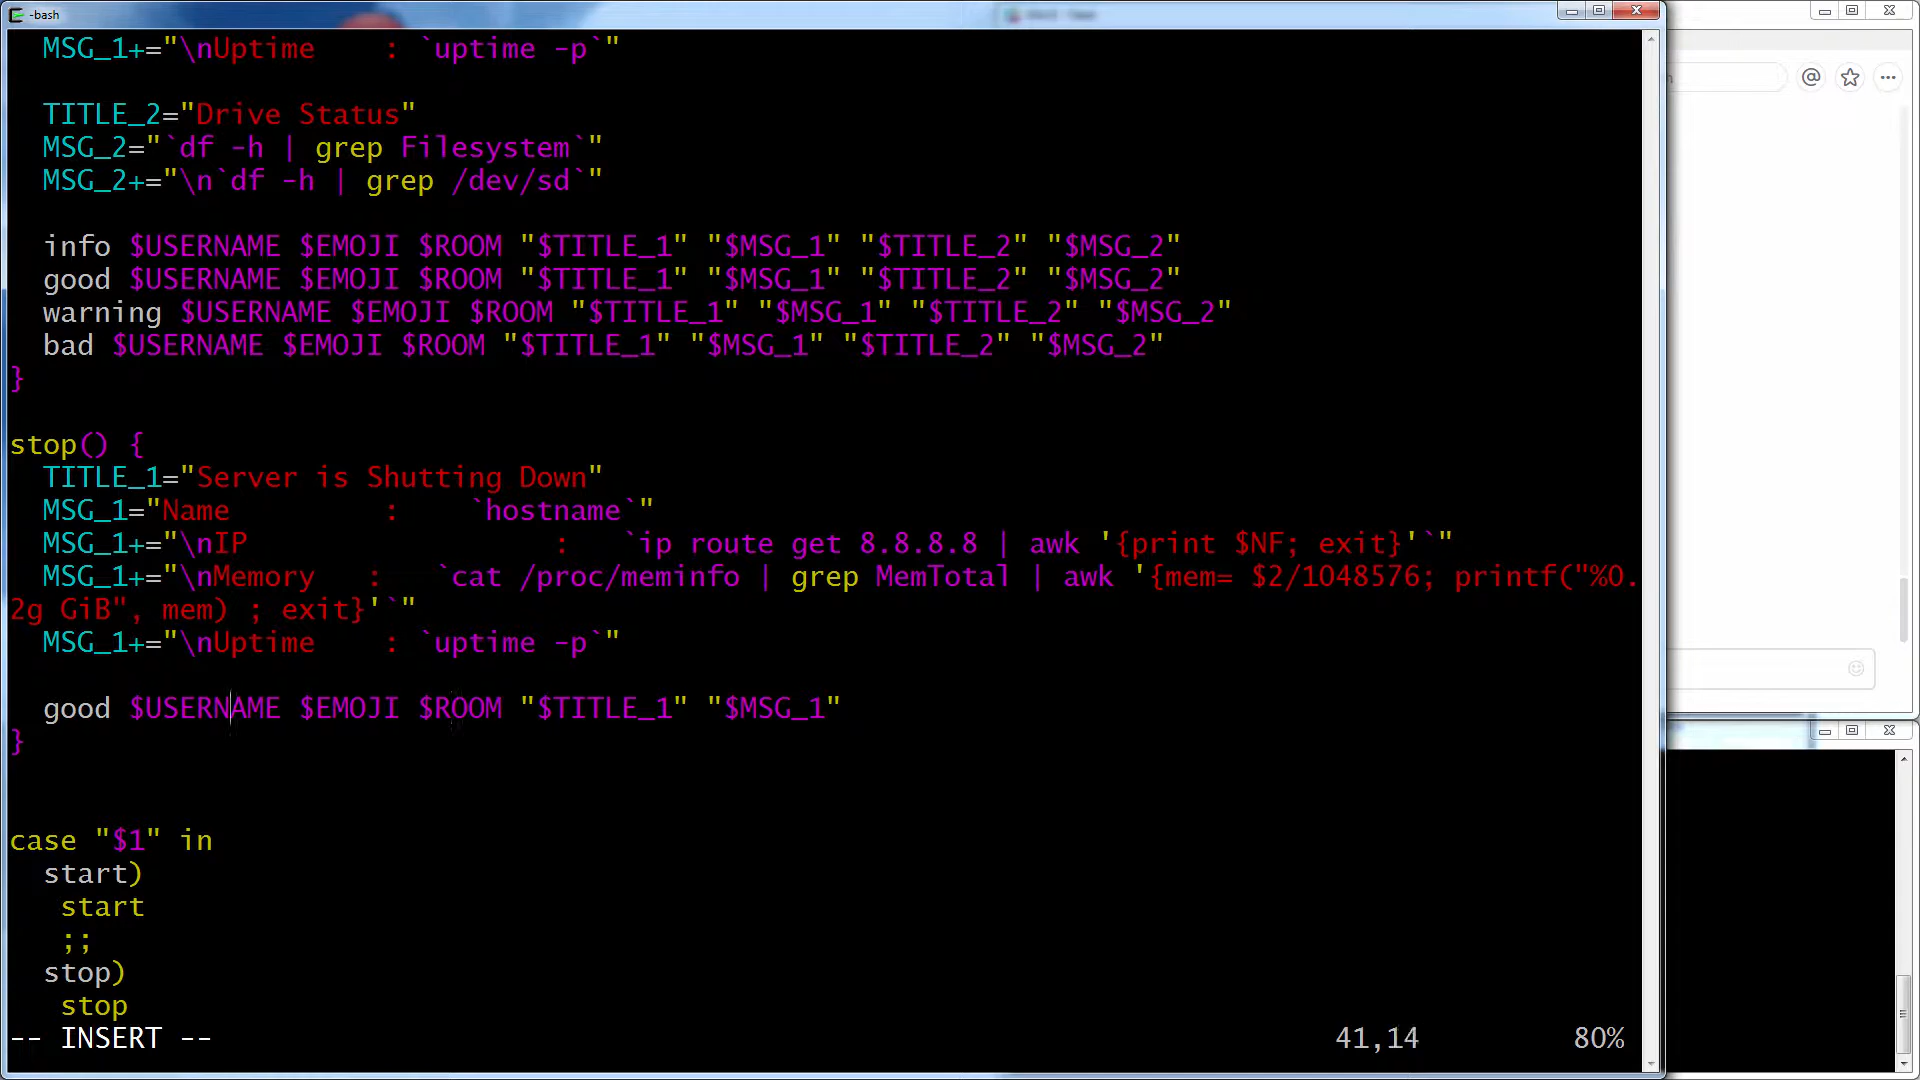 -bash
MSG_1+="\nUptime    : `uptime -p`"
TITLE_2="Drive Status"
MSG_2="`df -h | grep Filesystem`"
MSG_2+="\n`df -h | grep /dev/sd`"
info $USERNAME $EMOJI $ROOM "$TITLE_1" "$MSG_1" "$TITLE_2" "$MSG_2"
good $USERNAME $EMOJI $ROOM "$TITLE_1" "$MSG_1" "$TITLE_2" "$MSG_2"
warning $USERNAME $EMOJI $ROOM "$TITLE_1" "$MSG_1" "$TITLE_2" "$MSG_2"
bad $USERNAME $EMOJI $ROOM "$TITLE_1" "$MSG_1" "$TITLE_2" "$MSG_2"
}
stop() {
TITLE_1="Server is Shutting Down"
MSG_1="Name         :    `hostname`"
MSG_1+="\nIP                  :   `ip route get 8.8.8.8 | awk '{print $NF; exit}'`"
MSG_1+="\nMemory   :   `cat /proc/meminfo | grep MemTotal | awk '{mem= $2/1048576; printf("%0.
2g GiB", mem) ; exit}'`"
MSG_1+="\nUptime    : `uptime -p`"
good $USERNAME $EMOJI $ROOM "$TITLE_1" "$MSG_1"
}
case "$1" in
start)
start
;;
stop)
stop
-- INSERT --
41,14
80%